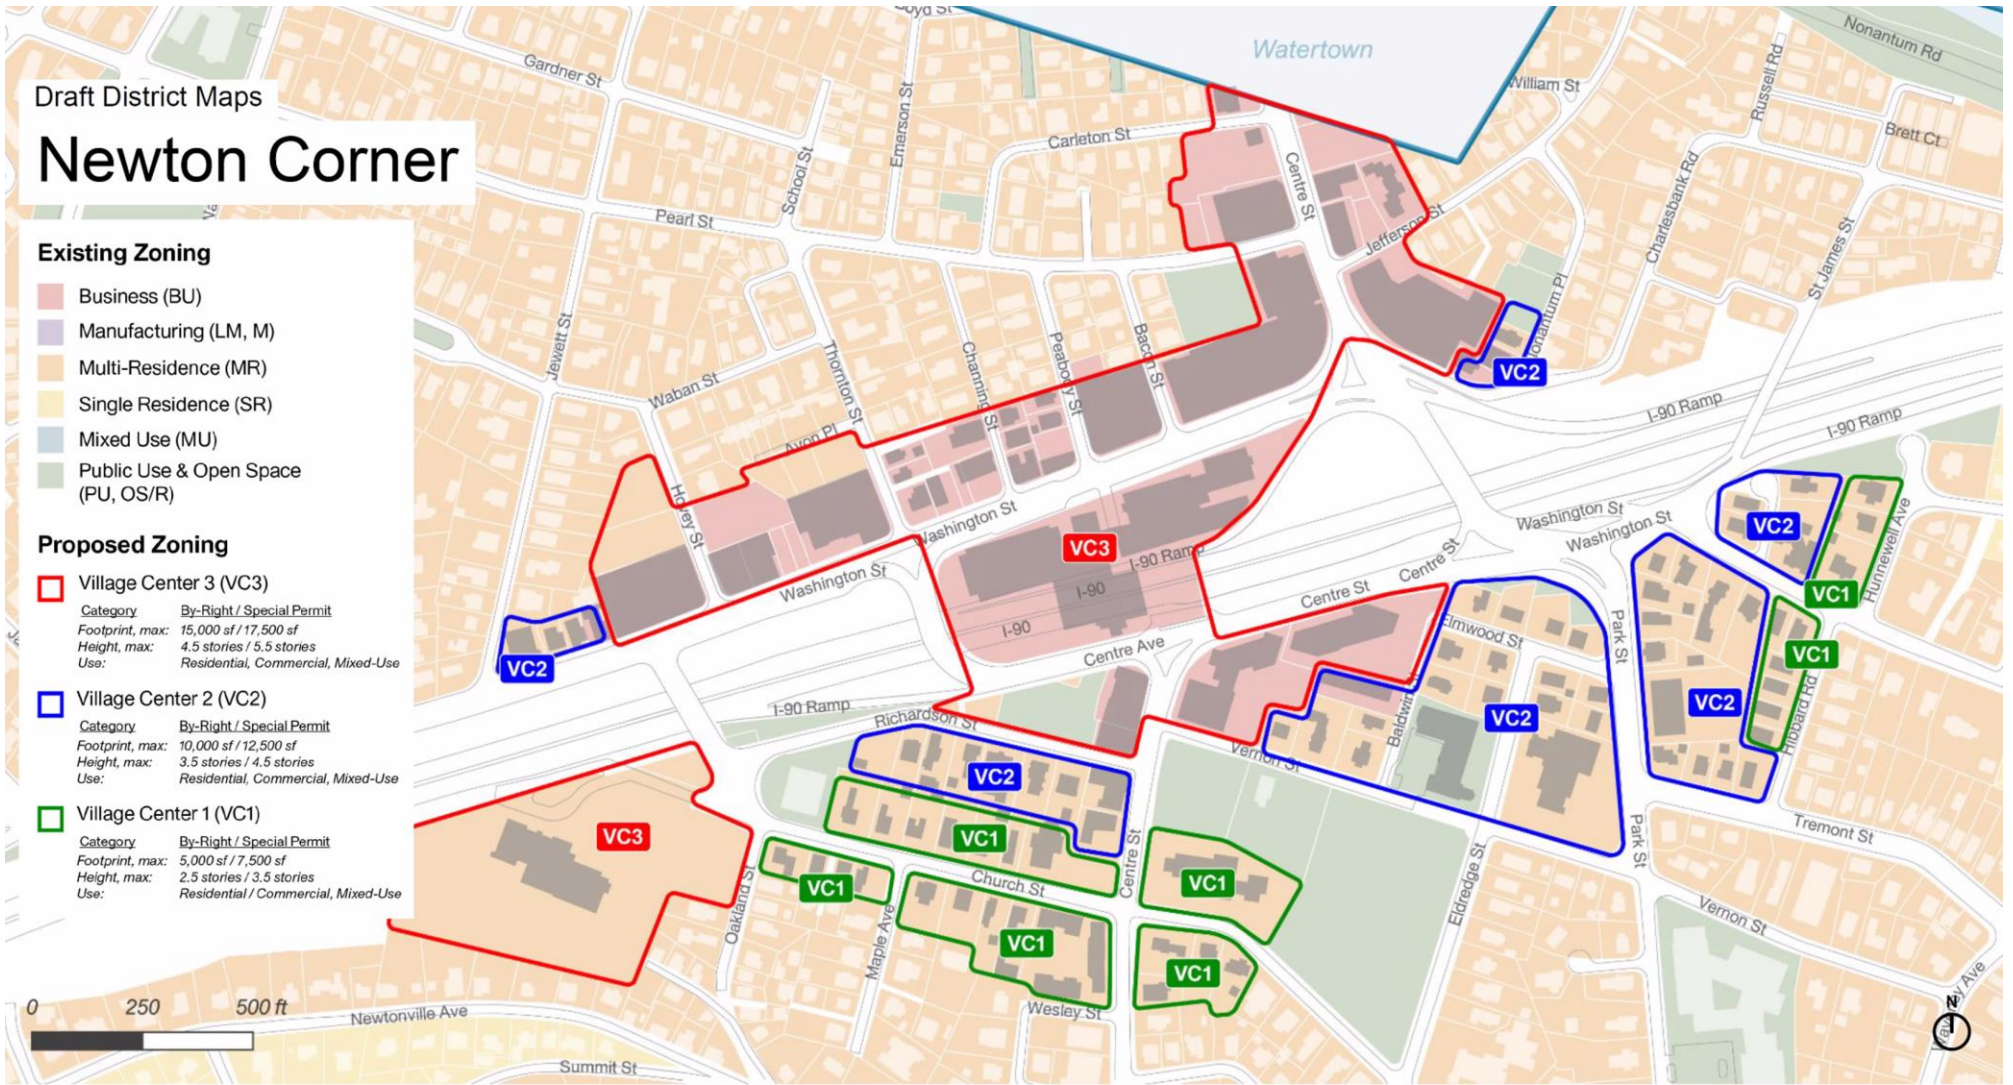 Draft District Maps
Newton Corner
Existing Zoning
Business (BU)
Manufacturing (LM, M)
Multi-Residence (MR)
Single Residence (SR)
Mixed Use (MU)
Public Use & Open Space
(PU, OS/R)
Proposed Zoning
Village Center 3 (VC3)
Category By-Right / Special Permit
Footprint, max: 15,000 sf / 17,500 sf
Height, max: 4.5 stories / 5.5 stories
Use: Residential, Commercial, Mixed-Use
Village Center 2 (VC2)
Category By-Right / Special Permit
Footprint, max: 10,000 sf / 12,500 sf
Height, max: 3.5 stories / 4.5 stories
Use: Residential, Commercial, Mixed-Use
Village Center 1 (VC1)
Category By-Right / Special Permit
Footprint, max: 5,000 sf / 7,500 sf
Height, max: 2.5 stories / 3.5 stories
Use: Residential / Commercial, Mixed-Use
0 250 500 ft
Watertown
Nonantum Rd
William St
Russell Rd
Brett Ct
Gardner St
Emerson St
Carleton St
School St
Pearl St
Centre St
Jefferson St
Charlesbank Rd
St James St
Jewett St
Waban St
Thornton St
Channing St
Peabody St
Bacon St
VC2
I-90 Ramp
I-90 Ramp
Avon Pl
Hovey St
Washington St
Washington St
VC3
I-90 Ramp
I-90
I-90
Washington St
Washington St
Centre St
Centre St
Centre Ave
VC2
VC1
Hunnewell Ave
VC1
Hibbard Rd
VC2
Park St
Elmwood St
VC2
Vernon St
VC2
I-90 Ramp
Richardson St
VC2
VC3
VC1
VC1
Church St
Centre St
VC1
VC1
VC1
Oakland St
Maple Ave
Wesley St
Eldredge St
Park St
Tremont St
Vernon St
Newtonville Ave
Summit St
N